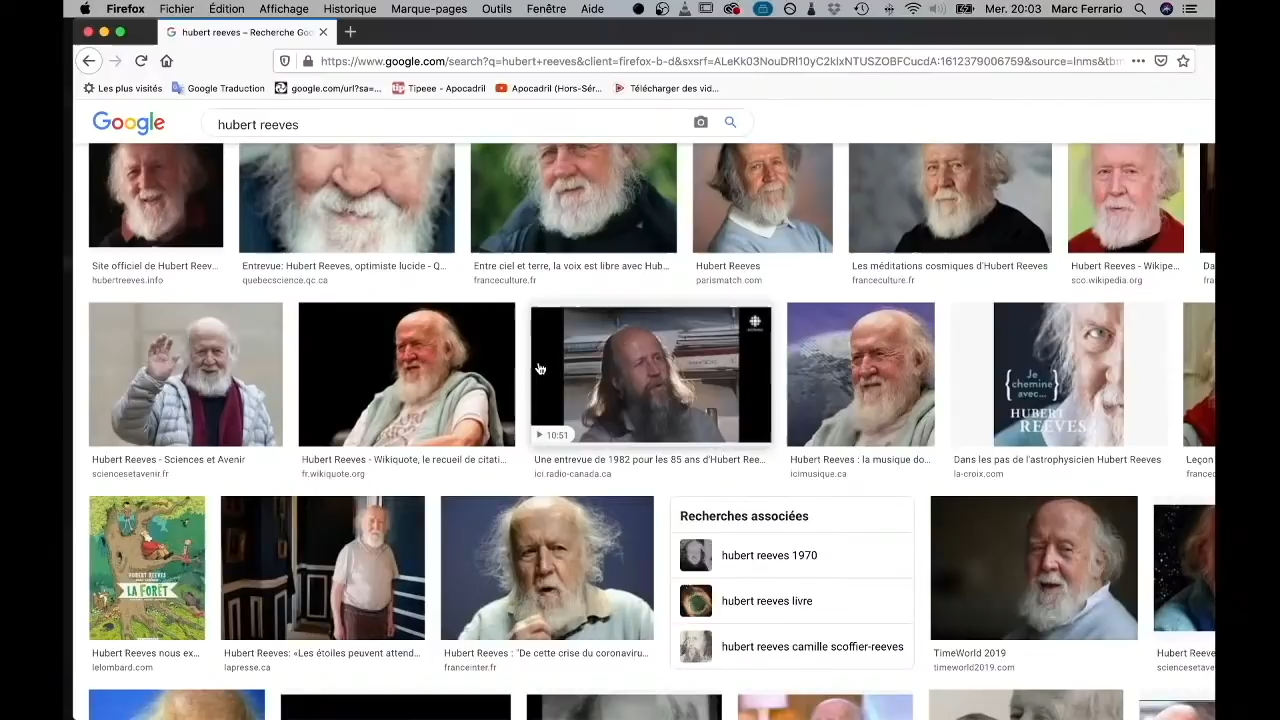 Firefox Fichier Édition Affichage Historique Marque-pages Outils Fenêtre Aide Mer. 20:03 Marc Ferrario
hubert reeves – Recherche Goo
https://www.google.com/search?q=hubert+reeves&client=firefox-b-d&sxsrf=
Les plus visités Google Traduction google.com/url?sa=... Tipeee - Apocadril Apocadril (Hors-Sér... Télécharger des vid...
Google hubert reeves
Site officiel de Hubert Reev... Entrevue: Hubert Reeves, optimiste lucide - Q... Entre ciel et terre, la voix est libre avec Hub... Hubert Reeves Les méditations cosmiques d'Hubert Reeves Hubert Reeves - Wikipe... Da
hubertreeves.info quebecscience.qc.ca franceculture.fr parismatch.com franceculture.fr sco.wikipedia.org
{ Je chemine avec... }
HUBERT
REEVES
10:51
Hubert Reeves - Sciences et Avenir Hubert Reeves - Wikiquote, le recueil de citati... Une entrevue de 1982 pour les 85 ans d'Hubert Ree... Hubert Reeves : la musique do... Dans les pas de l'astrophysicien Hubert Reeves Leçon
sciencesetavenir.fr fr.wikiquote.org ici.radio-canada.ca icimusique.ca la-croix.com franced
Recherches associées
hubert reeves 1970
HUBERT REEVES
LA FORÊT
hubert reeves livre
hubert reeves camille scoffier-reeves
Hubert Reeves nous ex... Hubert Reeves: «Les étoiles peuvent attend... Hubert Reeves : "De cette crise du coronaviru... TimeWorld 2019 Hubert Reeve
lelombard.com lapresse.ca franceinter.fr timeworld2019.com sciencesetave